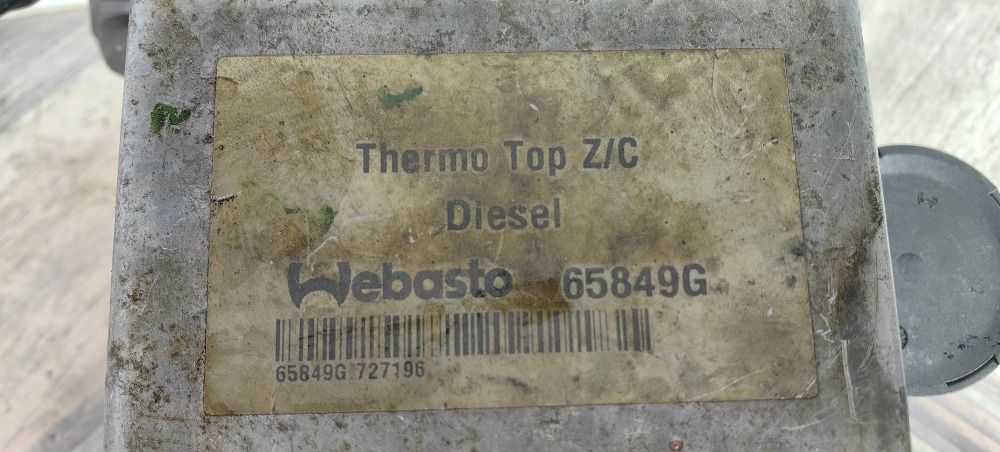 Thermo Top Z/C
Diesel
Webasto 65849G
65849G 727196